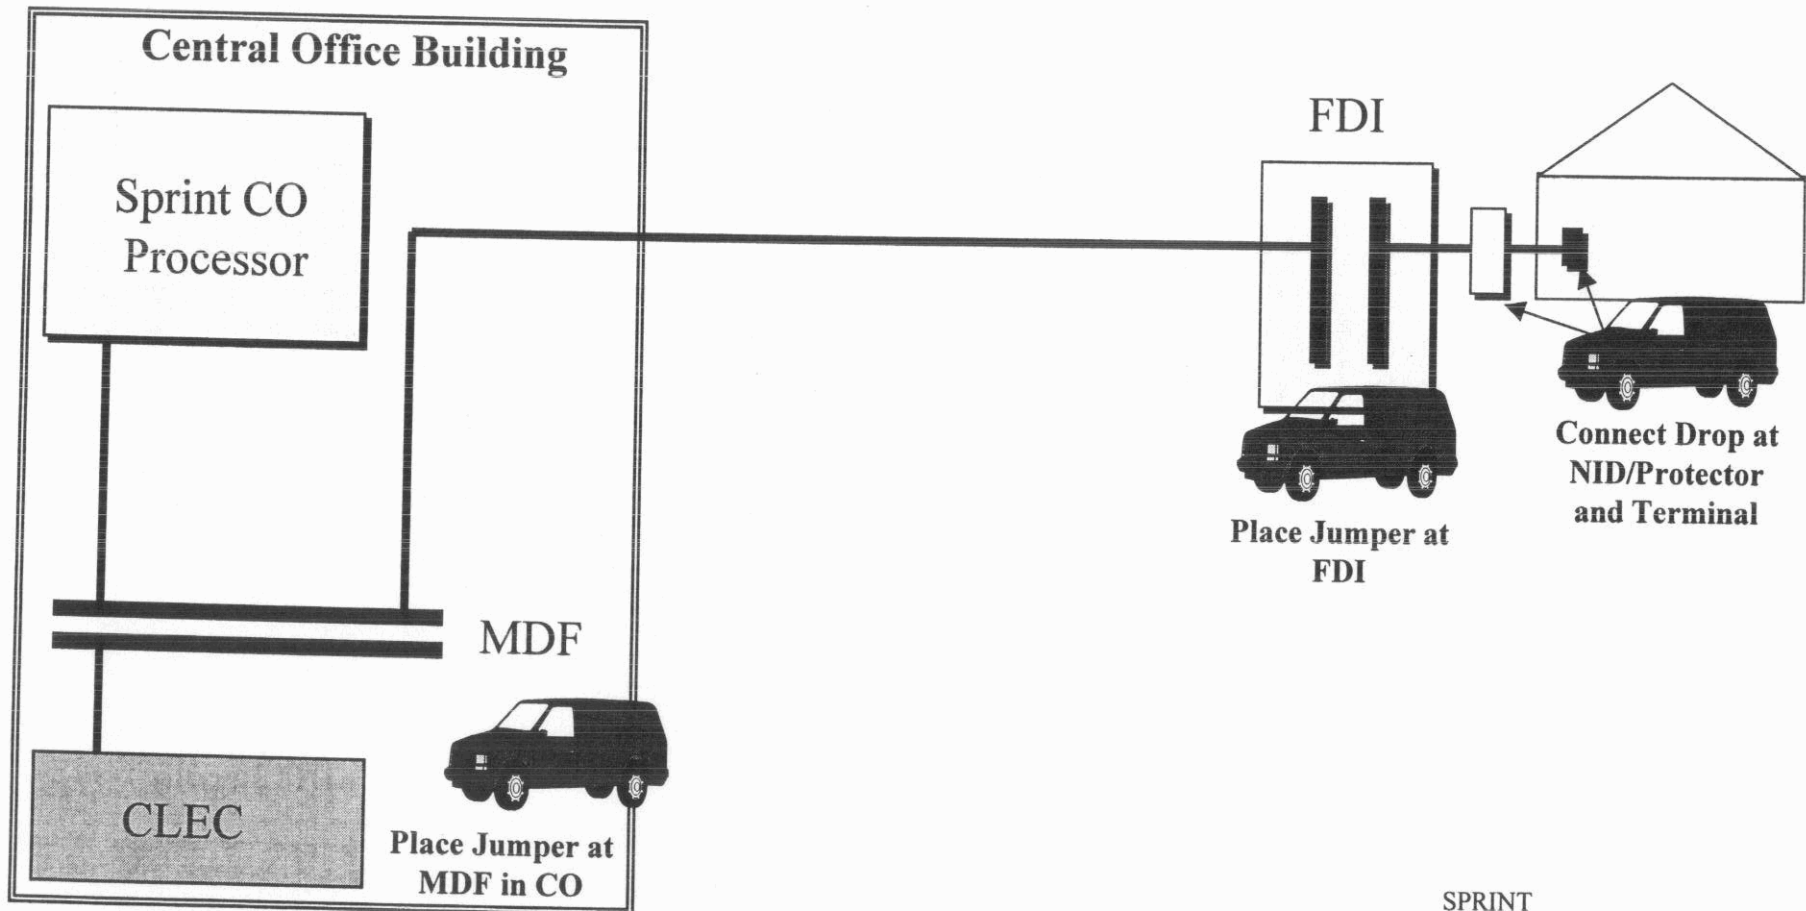 Central Office Building
Sprint CO
Processor
MDF
CLEC
Place Jumper at
MDF in CO
FDI
Place Jumper at
FDI
Connect Drop at
NID/Protector
and Terminal
SPRINT